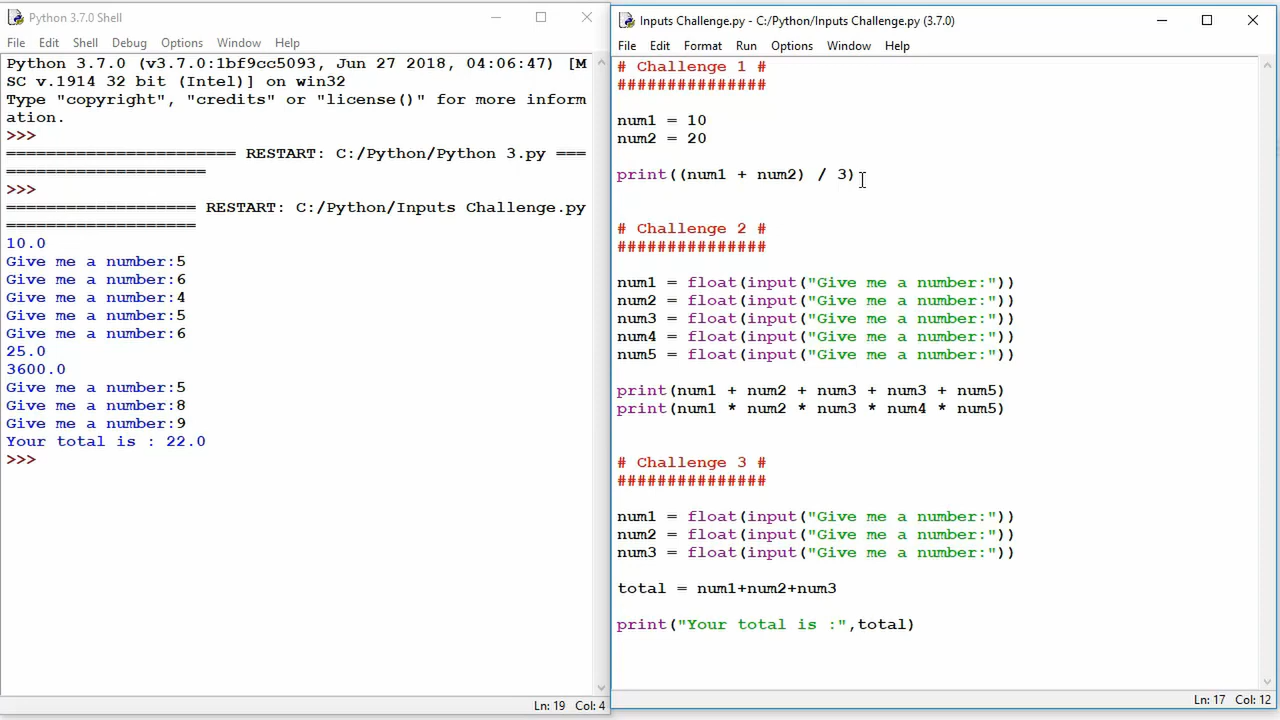 Python 3.7.0 Shell
File Edit Shell Debug Options Window Help
Python 3.7.0 (v3.7.0:1bf9cc5093, Jun 27 2018, 04:06:47) [M
SC v.1914 32 bit (Intel)] on win32
Type "copyright", "credits" or "license()" for more inform
ation.
>>>
======================= RESTART: C:/Python/Python 3.py ===
====================
>>>
=================== RESTART: C:/Python/Inputs Challenge.py
===================
10.0
Give me a number:5
Give me a number:6
Give me a number:4
Give me a number:5
Give me a number:6
25.0
3600.0
Give me a number:5
Give me a number:8
Give me a number:9
Your total is : 22.0
>>>
Ln: 19 Col: 4
Inputs Challenge.py - C:/Python/Inputs Challenge.py (3.7.0)
File Edit Format Run Options Window Help
# Challenge 1 #
###############
num1 = 10
num2 = 20
print((num1 + num2) / 3)
# Challenge 2 #
###############
num1 = float(input("Give me a number:"))
num2 = float(input("Give me a number:"))
num3 = float(input("Give me a number:"))
num4 = float(input("Give me a number:"))
num5 = float(input("Give me a number:"))
print(num1 + num2 + num3 + num3 + num5)
print(num1 * num2 * num3 * num4 * num5)
# Challenge 3 #
###############
num1 = float(input("Give me a number:"))
num2 = float(input("Give me a number:"))
num3 = float(input("Give me a number:"))
total = num1+num2+num3
print("Your total is :",total)
Ln: 17 Col: 12